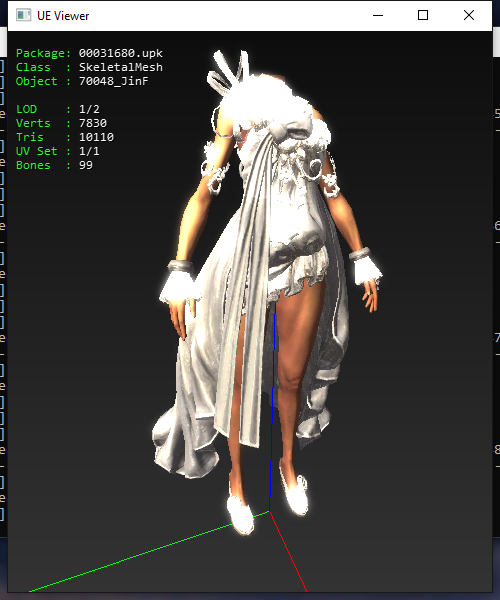 UE Viewer
Package: 00031680.upk
Class : SkeletalMesh
Object : 70048_JinF
LOD : 1/2
Verts : 7830
Tris : 10110
UV Set : 1/1
Bones : 99